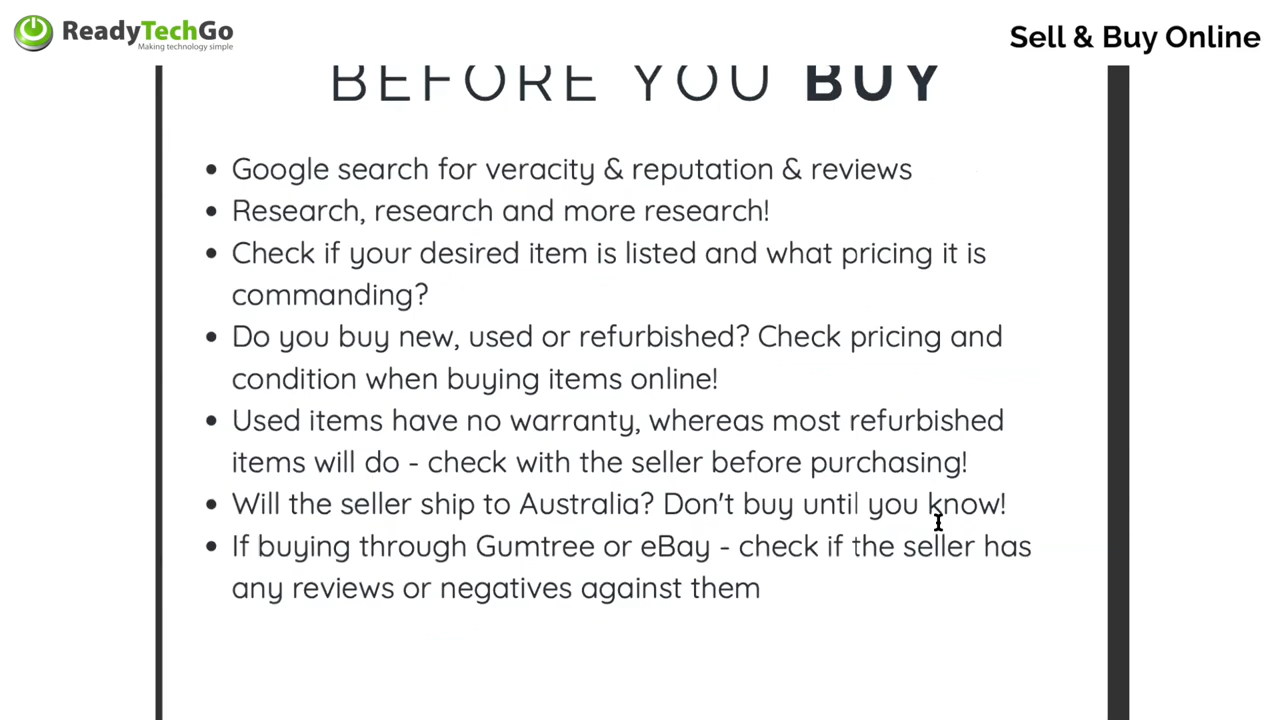 ReadyTechGo
Making technology simple
Sell & Buy Online
BEFORE YOU BUY
• Google search for veracity & reputation & reviews
• Research, research and more research!
• Check if your desired item is listed and what pricing it is
commanding?
• Do you buy new, used or refurbished? Check pricing and
condition when buying items online!
• Used items have no warranty, whereas most refurbished
items will do - check with the seller before purchasing!
• Will the seller ship to Australia? Don't buy until you know!
• If buying through Gumtree or eBay - check if the seller has
any reviews or negatives against them